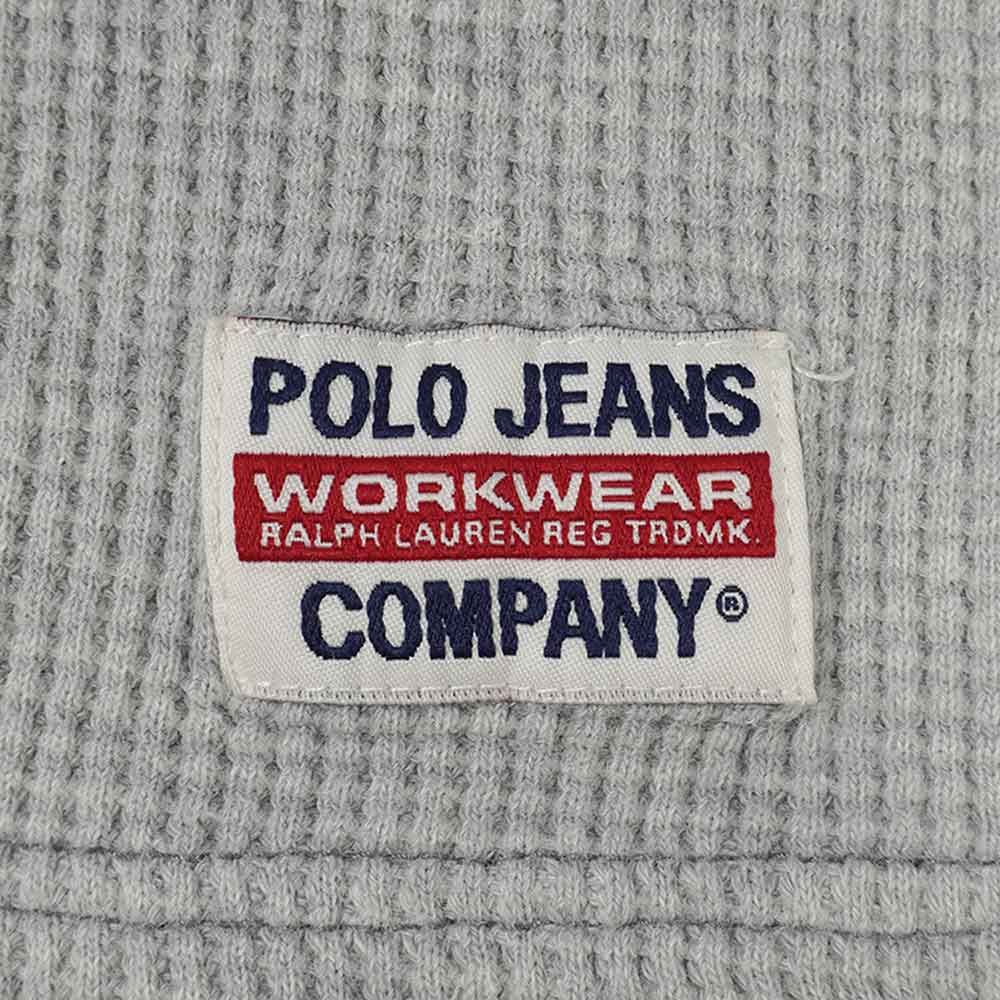 POLO JEANS
WORKWEAR
RALPH LAUREN REG TRDMK.
COMPANY®